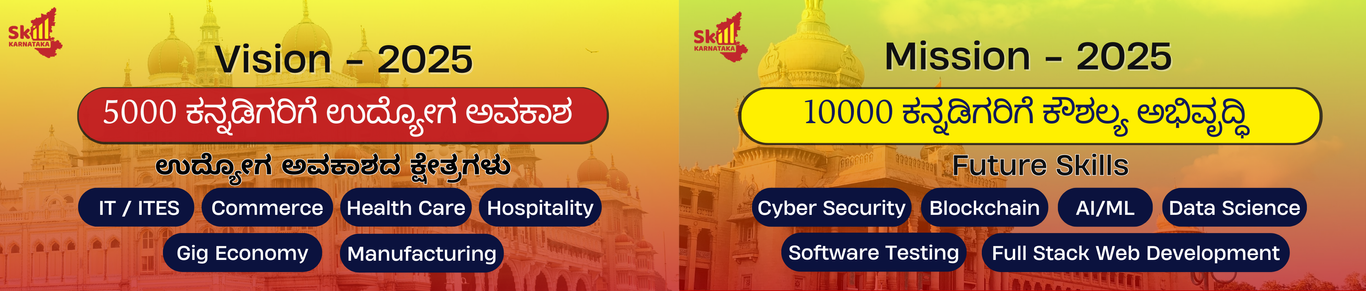 Skill
KARNATAKA
Vision - 2025
5000 ಕನ್ನಡಿಗರಿಗೆ ಉದ್ಯೋಗ ಅವಕಾಶ
ಉದ್ಯೋಗ ಅವಕಾಶದ ಕ್ಷೇತ್ರಗಳು
IT / ITES Commerce Health Care Hospitality
Gig Economy Manufacturing
Skill
KARNATAKA
Mission - 2025
10000 ಕನ್ನಡಿಗರಿಗೆ ಕೌಶಲ್ಯ ಅಭಿವೃದ್ಧಿ
Future Skills
Cyber Security Blockchain AI/ML Data Science
Software Testing Full Stack Web Development